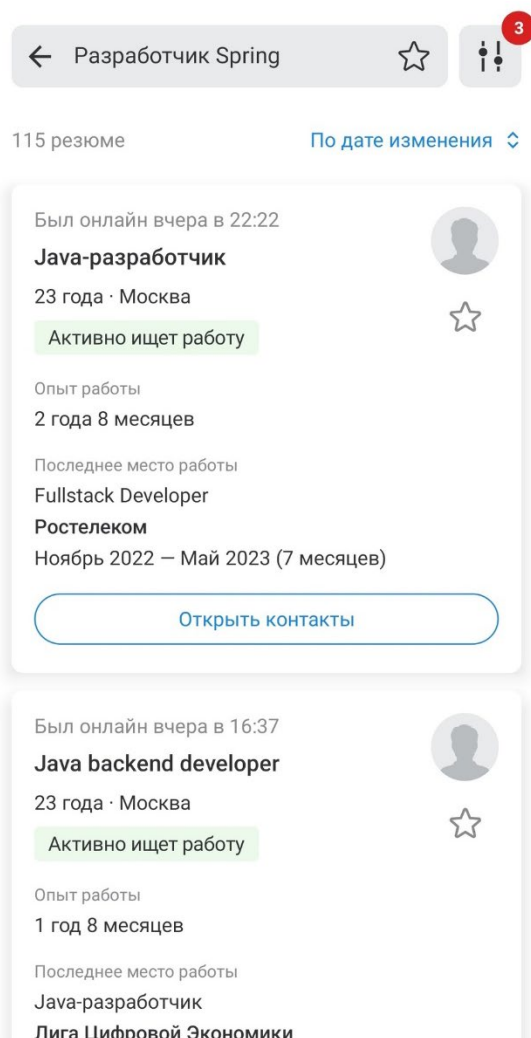 3
Разработчик Spring
115 резюме
По дате изменения
Был онлайн вчера в 22:22
Java-разработчик
23 года · Москва
Активно ищет работу
Опыт работы
2 года 8 месяцев
Последнее место работы
Fullstack Developer
Ростелеком
Ноябрь 2022 — Май 2023 (7 месяцев)
Открыть контакты
Был онлайн вчера в 16:37
Java backend developer
23 года · Москва
Активно ищет работу
Опыт работы
1 год 8 месяцев
Последнее место работы
Java-разработчик
Лига Цифровой Экономики